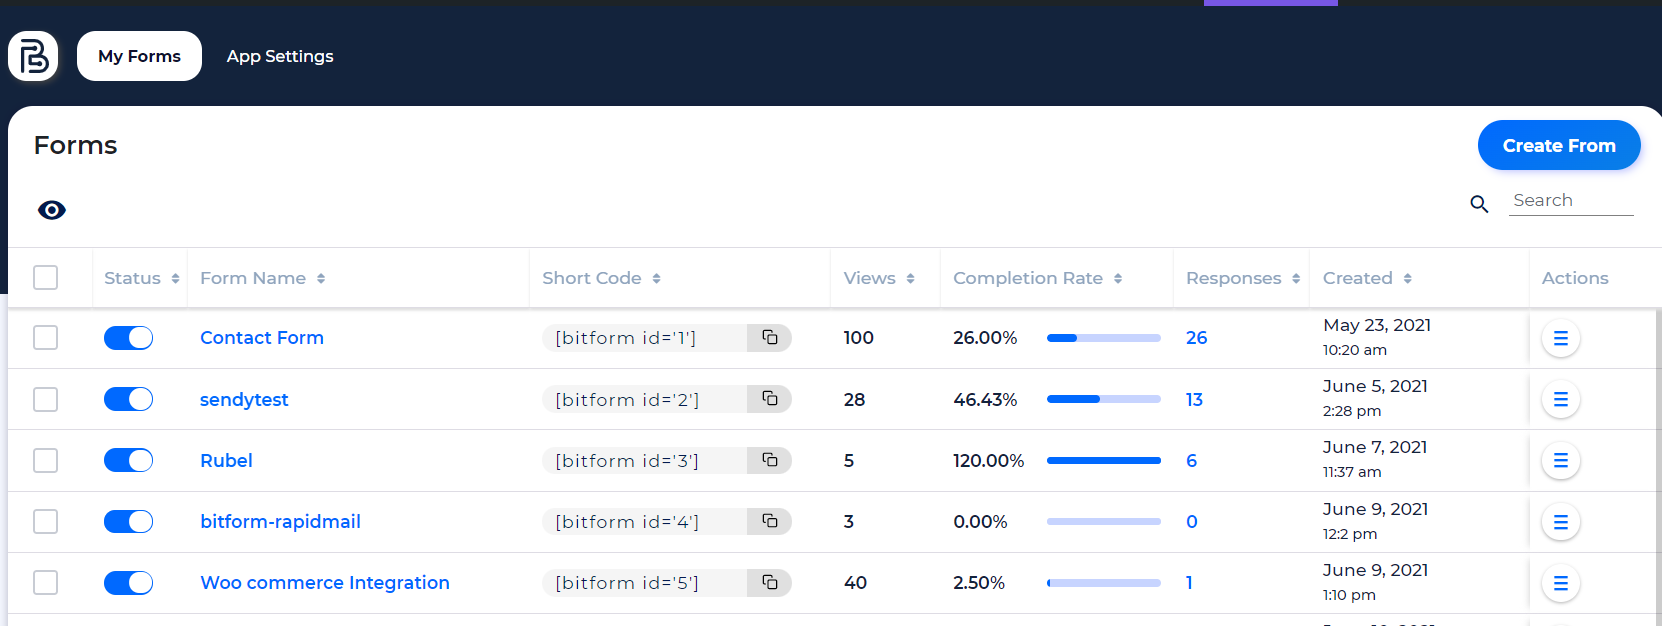 My Forms App Settings
Forms
Create From
Search
Status Form Name Short Code Views Completion Rate Responses Created Actions
Contact Form [bitform id='1'] 100 26.00% 26 May 23, 2021
10:20 am
sendytest [bitform id='2'] 28 46.43% 13 June 5, 2021
2:28 pm
Rubel [bitform id='3'] 5 120.00% 6 June 7, 2021
11:37 am
bitform-rapidmail [bitform id='4'] 3 0.00% 0 June 9, 2021
12:2 pm
Woo commerce Integration [bitform id='5'] 40 2.50% 1 June 9, 2021
1:10 pm